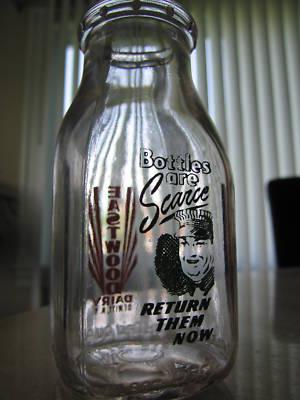 Bottles
are
Scarce
RETURN
THEM
NOW
EASTWOOD
DAIRY